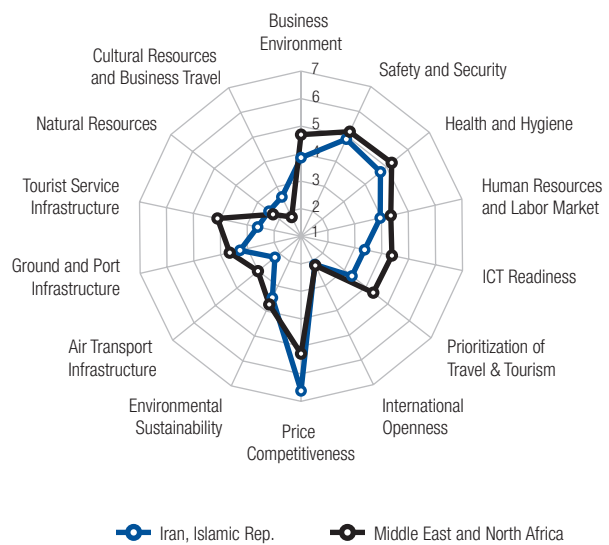 Business
Environment
Safety and Security
Health and Hygiene
Human Resources
and Labor Market
ICT Readiness
Prioritization of
Travel & Tourism
International
Openness
Price
Competitiveness
Environmental
Sustainability
Air Transport
Infrastructure
Ground and Port
Infrastructure
Tourist Service
Infrastructure
Natural Resources
Cultural Resources
and Business Travel
7
6
5
4
3
2
1
Iran, Islamic Rep.
Middle East and North Africa